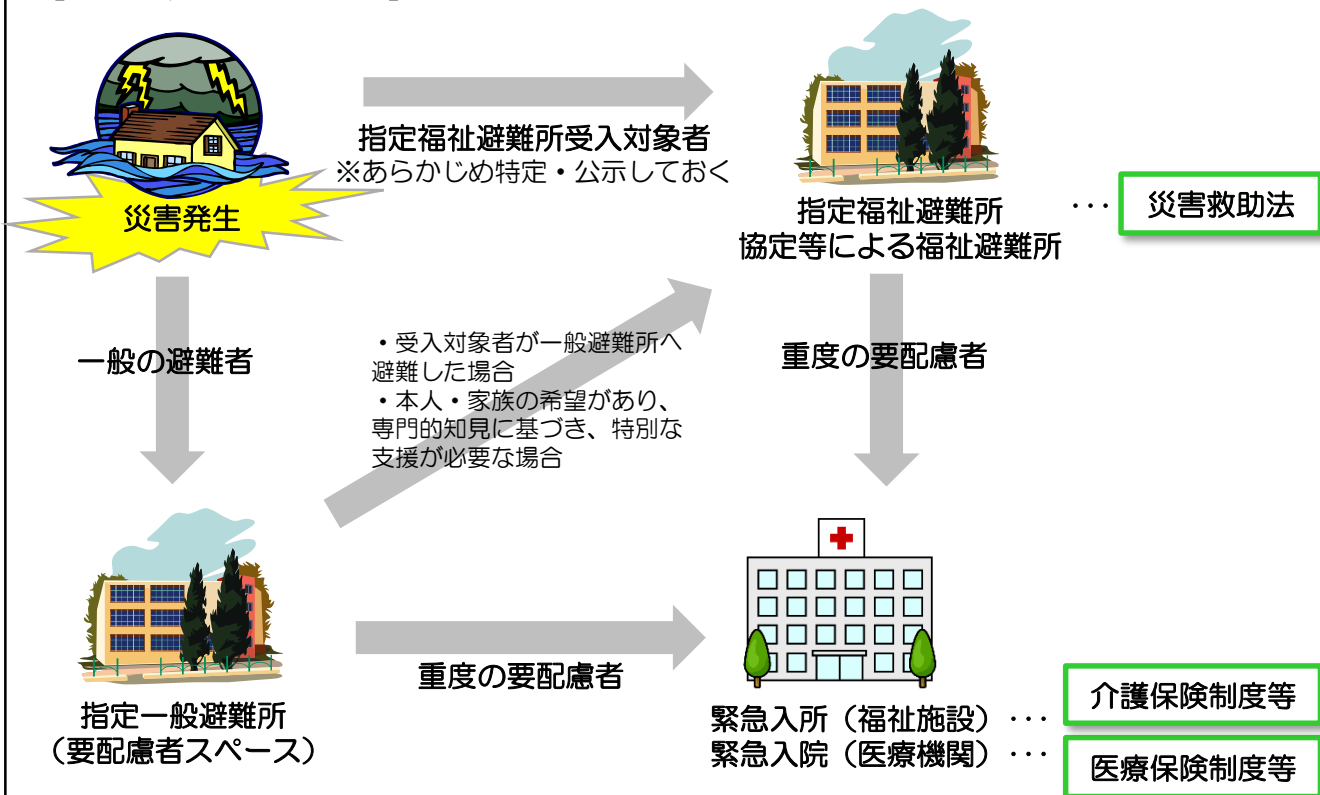 災害発生
指定福祉避難所受入対象者
※あらかじめ特定・公示しておく
指定福祉避難所
協定等による福祉避難所
・・・
災害救助法
一般の避難者
・受入対象者が一般避難所へ
避難した場合
・本人・家族の希望があり、
専門的知見に基づき、特別な
支援が必要な場合
重度の要配慮者
指定一般避難所
（要配慮者スペース）
重度の要配慮者
緊急入所（福祉施設）・・・
介護保険制度等
緊急入院（医療機関）・・・
医療保険制度等